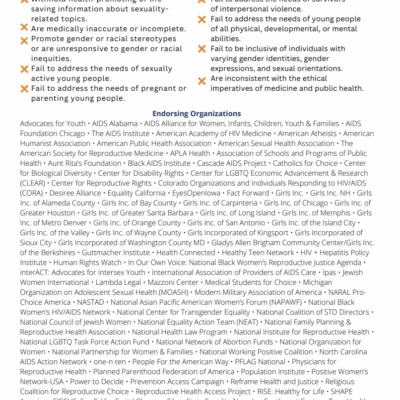 saving information about sexuality-
related topics.
Are medically inaccurate or incomplete.
Promote gender or racial stereotypes
or are unresponsive to gender or racial
inequities.
Fail to address the needs of sexually
active young people.
Fail to address the needs of pregnant or
parenting young people.
of interpersonal violence.
Fail to address the needs of young people
of all physical, developmental, or mental
abilities.
Fail to be inclusive of individuals with
varying gender identities, gender
expressions, and sexual orientations.
Are inconsistent with the ethical
imperatives of medicine and public health.
Endorsing Organizations
Advocates for Youth • AIDS Alabama • AIDS Alliance for Women, Infants, Children, Youth & Families • AIDS
Foundation Chicago • The AIDS Institute • American Academy of HIV Medicine • American Atheists • American
Humanist Association • American Public Health Association • American Sexual Health Association • The
American Society for Reproductive Medicine • APLA Health • Association of Schools and Programs of Public
Health • Aunt Rita's Foundation • Black AIDS Institute • Cascade AIDS Project • Catholics for Choice • Center
for Biological Diversity • Center for Disability Rights • Center for LGBTQ Economic Advancement & Research
(CLEAR) • Center for Reproductive Rights • Colorado Organizations and Individuals Responding to HIV/AIDS
(CORA) • Desiree Alliance • Equality California • EyesOpenIowa • Fact Forward • Girls Inc. • Girls Inc. NH • Girls
Inc. of Alameda County • Girls Inc. of Bay County • Girls Inc. of Carpinteria • Girls Inc. of Chicago • Girls Inc. of
Greater Houston • Girls Inc. of Greater Santa Barbara • Girls Inc. of Long Island • Girls Inc. of Memphis • Girls
Inc. of Metro Denver • Girls Inc. of Orange County • Girls Inc. of San Antonio • Girls Inc. of the Island City •
Girls Inc. of the Valley • Girls Inc. of Wayne County • Girls Incorporated of Kingsport • Girls Incorporated of
Sioux City • Girls Incorporated of Washington County MD • Gladys Allen Brigham Community Center/Girls Inc.
of the Berkshires • Guttmacher Institute • Health Connected • Healthy Teen Network • HIV + Hepatitis Policy
Institute • Human Rights Watch • In Our Own Voice: National Black Women's Reproductive Justice Agenda •
interACT: Advocates for Intersex Youth • International Association of Providers of AIDS Care • Ipas • Jewish
Women International • Lambda Legal • Mazzoni Center • Medical Students for Choice • Michigan
Organization on Adolescent Sexual Health (MOASH) • Modern Military Association of America • NARAL Pro-
Choice America • NASTAD • National Asian Pacific American Women's Forum (NAPAWF) • National Black
Women's HIV/AIDS Network • National Center for Transgender Equality • National Coalition of STD Directors •
National Council of Jewish Women • National Equality Action Team (NEAT) • National Family Planning &
Reproductive Health Association • National Health Law Program • National Institute for Reproductive Health •
National LGBTQ Task Force Action Fund • National Network of Abortion Funds • National Organization for
Women • National Partnership for Women & Families • National Working Positive Coalition • North Carolina
AIDS Action Network • one-n-ten • People For the American Way • PFLAG National • Physicians for
Reproductive Health • Planned Parenthood Federation of America • Population Institute • Positive Women's
Network-USA • Power to Decide • Prevention Access Campaign • Reframe Health and Justice • Religious
Coalition for Reproductive Choice • Reproductive Health Access Project • RISE: Healthy for Life • SHAPE